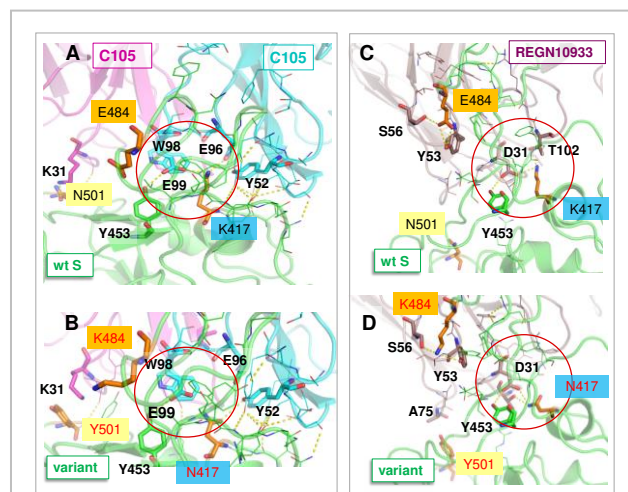 A
C105
C105
E484
W98
E96
K31
E99
Y52
N501
Y453
K417
wt S
B
K484
E96
W98
K31
E99
Y52
Y501
Y453
N417
variant
C
REGN10933
E484
S56
Y53
D31
T102
K417
N501
Y453
wt S
K484
D
S56
Y53
D31
N417
A75
Y453
variant
Y501